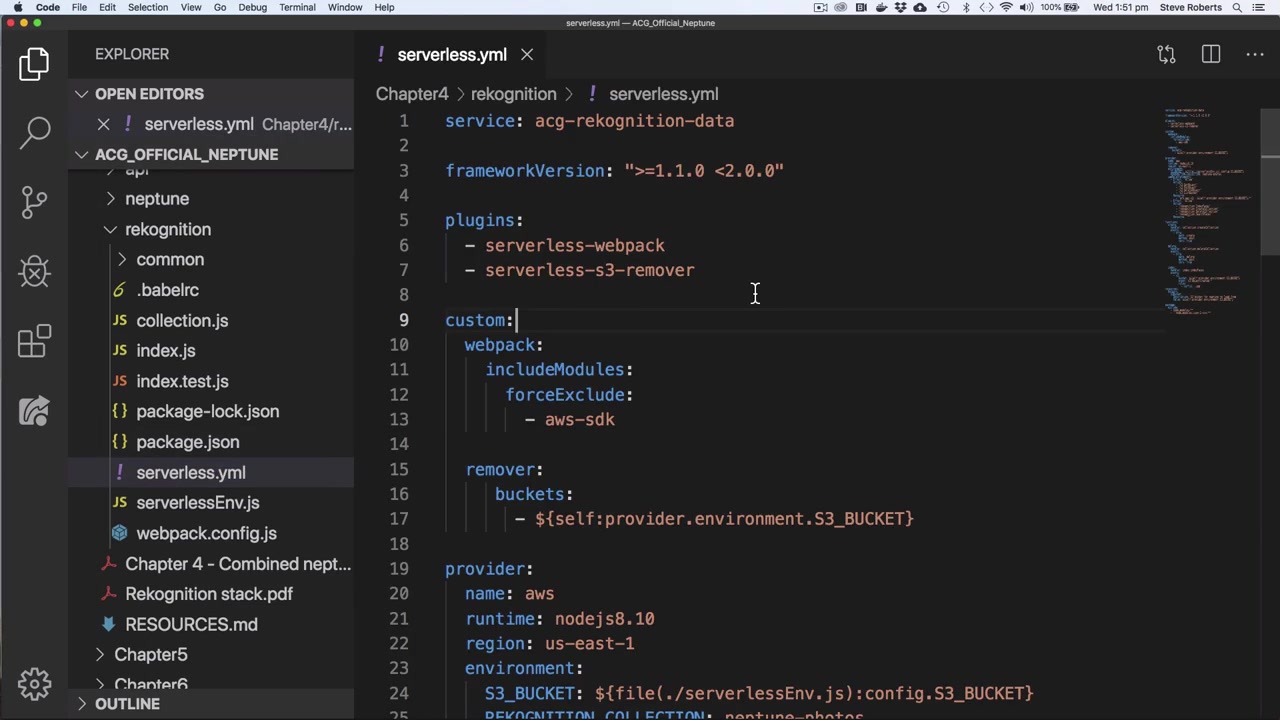 Code File Edit Selection View Go Debug Terminal Window Help 100% Wed 1:51 pm Steve Roberts
serverless.yml — ACG_Official_Neptune
EXPLORER
OPEN EDITORS
! serverless.yml Chapter4/r...
ACG_OFFICIAL_NEPTUNE
api
neptune
rekognition
common
.babelrc
JS collection.js
JS index.js
JS index.test.js
{} package-lock.json
{} package.json
! serverless.yml
JS serverlessEnv.js
webpack.config.js
Chapter 4 - Combined nept...
Rekognition stack.pdf
RESOURCES.md
Chapter5
Chapter6
OUTLINE
! serverless.yml
Chapter4 > rekognition > ! serverless.yml
1 service: acg-rekognition-data
2
3 frameworkVersion: ">=1.1.0 <2.0.0"
4
5 plugins:
6 - serverless-webpack
7 - serverless-s3-remover
8
9 custom:
10 webpack:
11 includeModules:
12 forceExclude:
13 - aws-sdk
14
15 remover:
16 buckets:
17 - ${self:provider.environment.S3_BUCKET}
18
19 provider:
20 name: aws
21 runtime: nodejs8.10
22 region: us-east-1
23 environment:
24 S3_BUCKET: ${file(./serverlessEnv.js):config.S3_BUCKET}
25 REKOGNITION_COLLECTION: neptune-photos